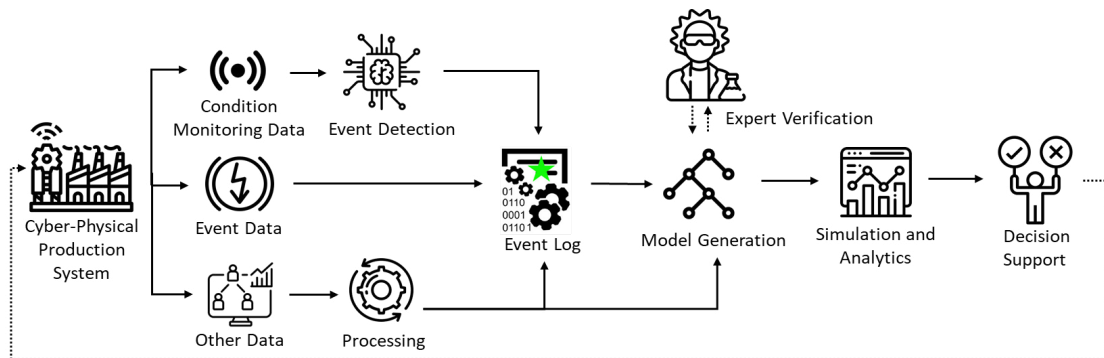 Condition
Monitoring Data
Event Detection
Expert Verification
Cyber-Physical
Production
System
Event Data
01
0110
0001
0110 1
Event Log
Model Generation
Simulation and
Analytics
Decision
Support
Other Data
Processing